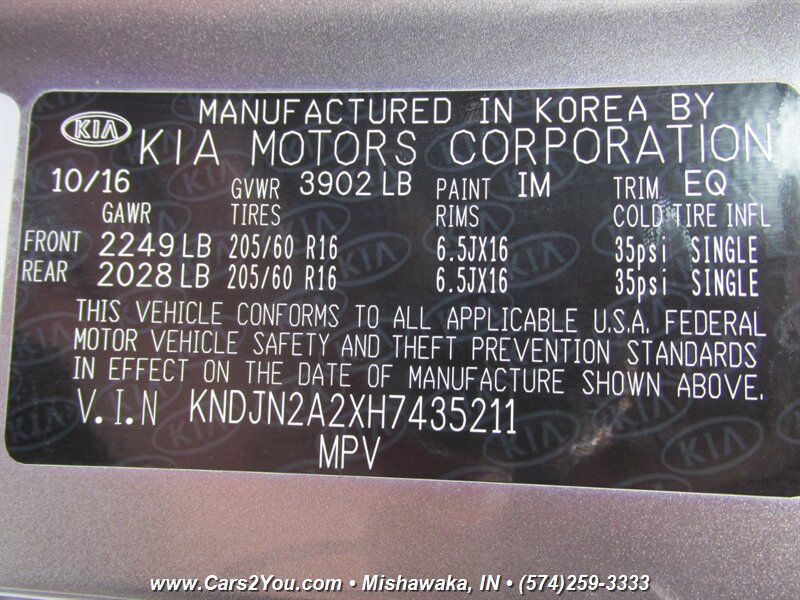 KIA MANUFACTURED IN KOREA BY
KIA MOTORS CORPORATION
10/16 GVWR 3902 LB PAINT IM TRIM EQ
GAWR TIRES RIMS COLD TIRE INFL
FRONT 2249 LB 205/60 R16 6.5JX16 35psi SINGLE
REAR 2028 LB 205/60 R16 6.5JX16 35psi SINGLE
THIS VEHICLE CONFORMS TO ALL APPLICABLE U.S.A. FEDERAL
MOTOR VEHICLE SAFETY AND THEFT PREVENTION STANDARDS
IN EFFECT ON THE DATE OF MANUFACTURE SHOWN ABOVE.
V.I.N KNDJN2A2XH7435211
MPV
www.Cars2You.com • Mishawaka, IN • (574)259-3333